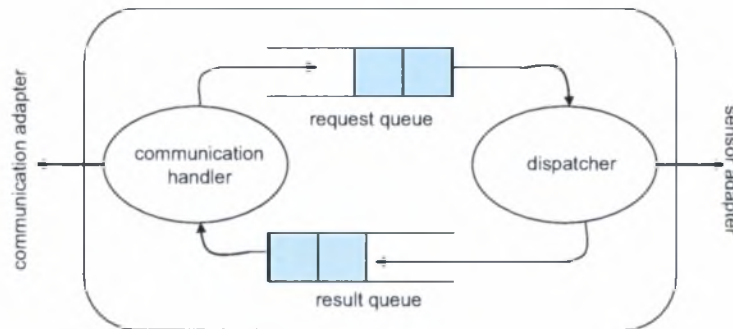 communication adapter
request queue
communication
handler
dispatcher
sensor adapter
result queue